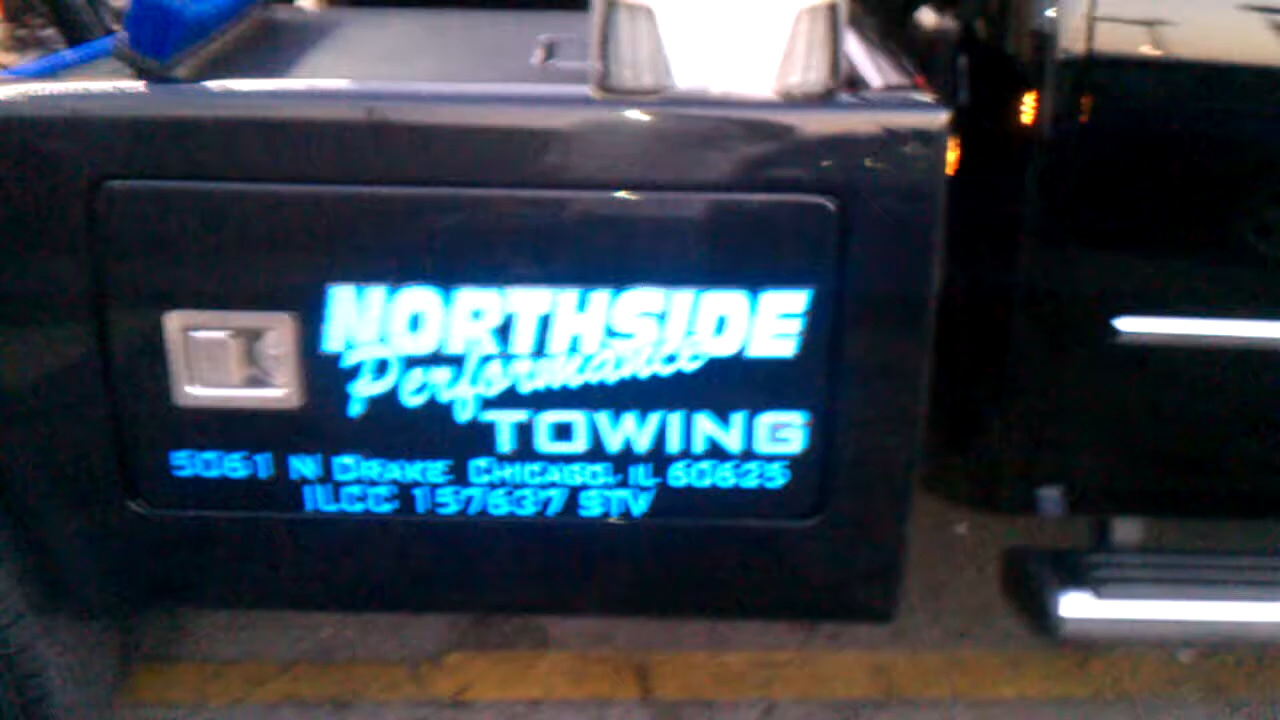 NORTHSIDE
Performance
TOWING
5061 N DRAKE CHICAGO, IL 60625
ILCC 157637 STV